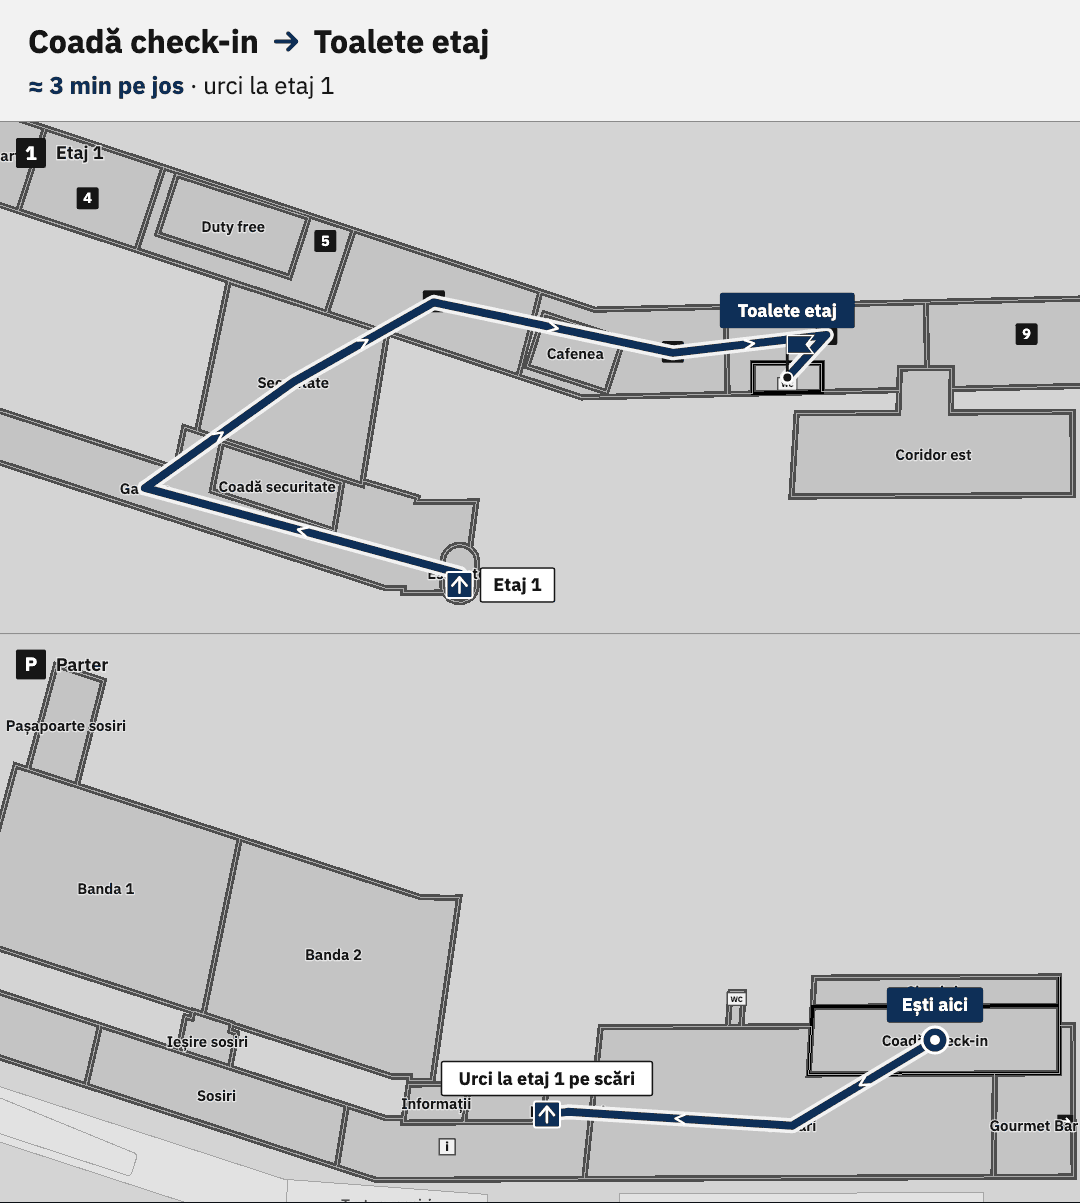 Coadă check-in → Toalete etaj
≈ 3 min pe jos · urci la etaj 1
1 Etaj 1
4
Duty free
5
Toalete etaj
9
Cafenea
wc
Coridor est
Coadă securitate
Etaj 1
P Parter
Pașapoarte sosiri
Banda 1
Banda 2
wc
Ești aici
Ieșire sosiri
Urci la etaj 1 pe scări
Sosiri
Informații
Gourmet Bar
i